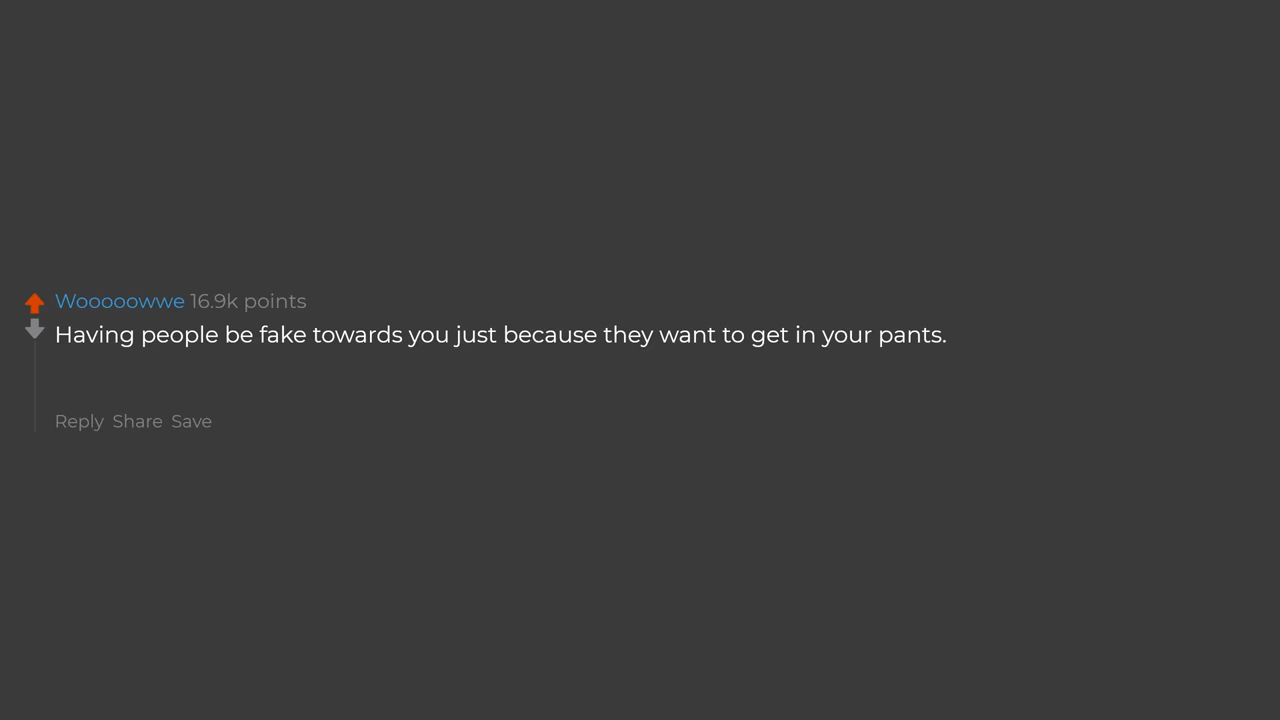 Wooooowwe 16.9k points
Having people be fake towards you just because they want to get in your pants.
Reply Share Save